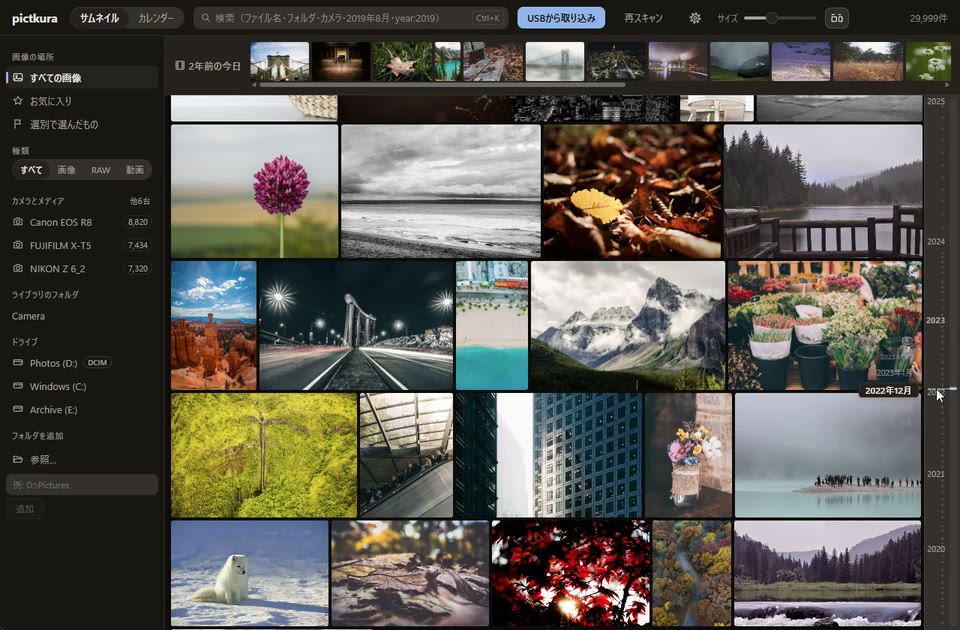 pictkura
サムネイル
カレンダー
検索（ファイル名・フォルダ・カメラ・2019年8月・year:2019）
Ctrl+K
USBから取り込み
再スキャン
サイズ
29,999件
画像の場所
すべての画像
お気に入り
選別で選んだもの
種類
すべて
画像
RAW
動画
カメラとメディア
他6台
Canon EOS R8
8,820
FUJIFILM X-T5
7,434
NIKON Z 6_2
7,320
ライブラリのフォルダ
Camera
ドライブ
Photos (D:)
DCIM
Windows (C:)
Archive (E:)
フォルダを追加
参照...
例: D:\Pictures
追加
2年前の今日
2025
2024
2023
2023年1月
2022年12月
2021
2020